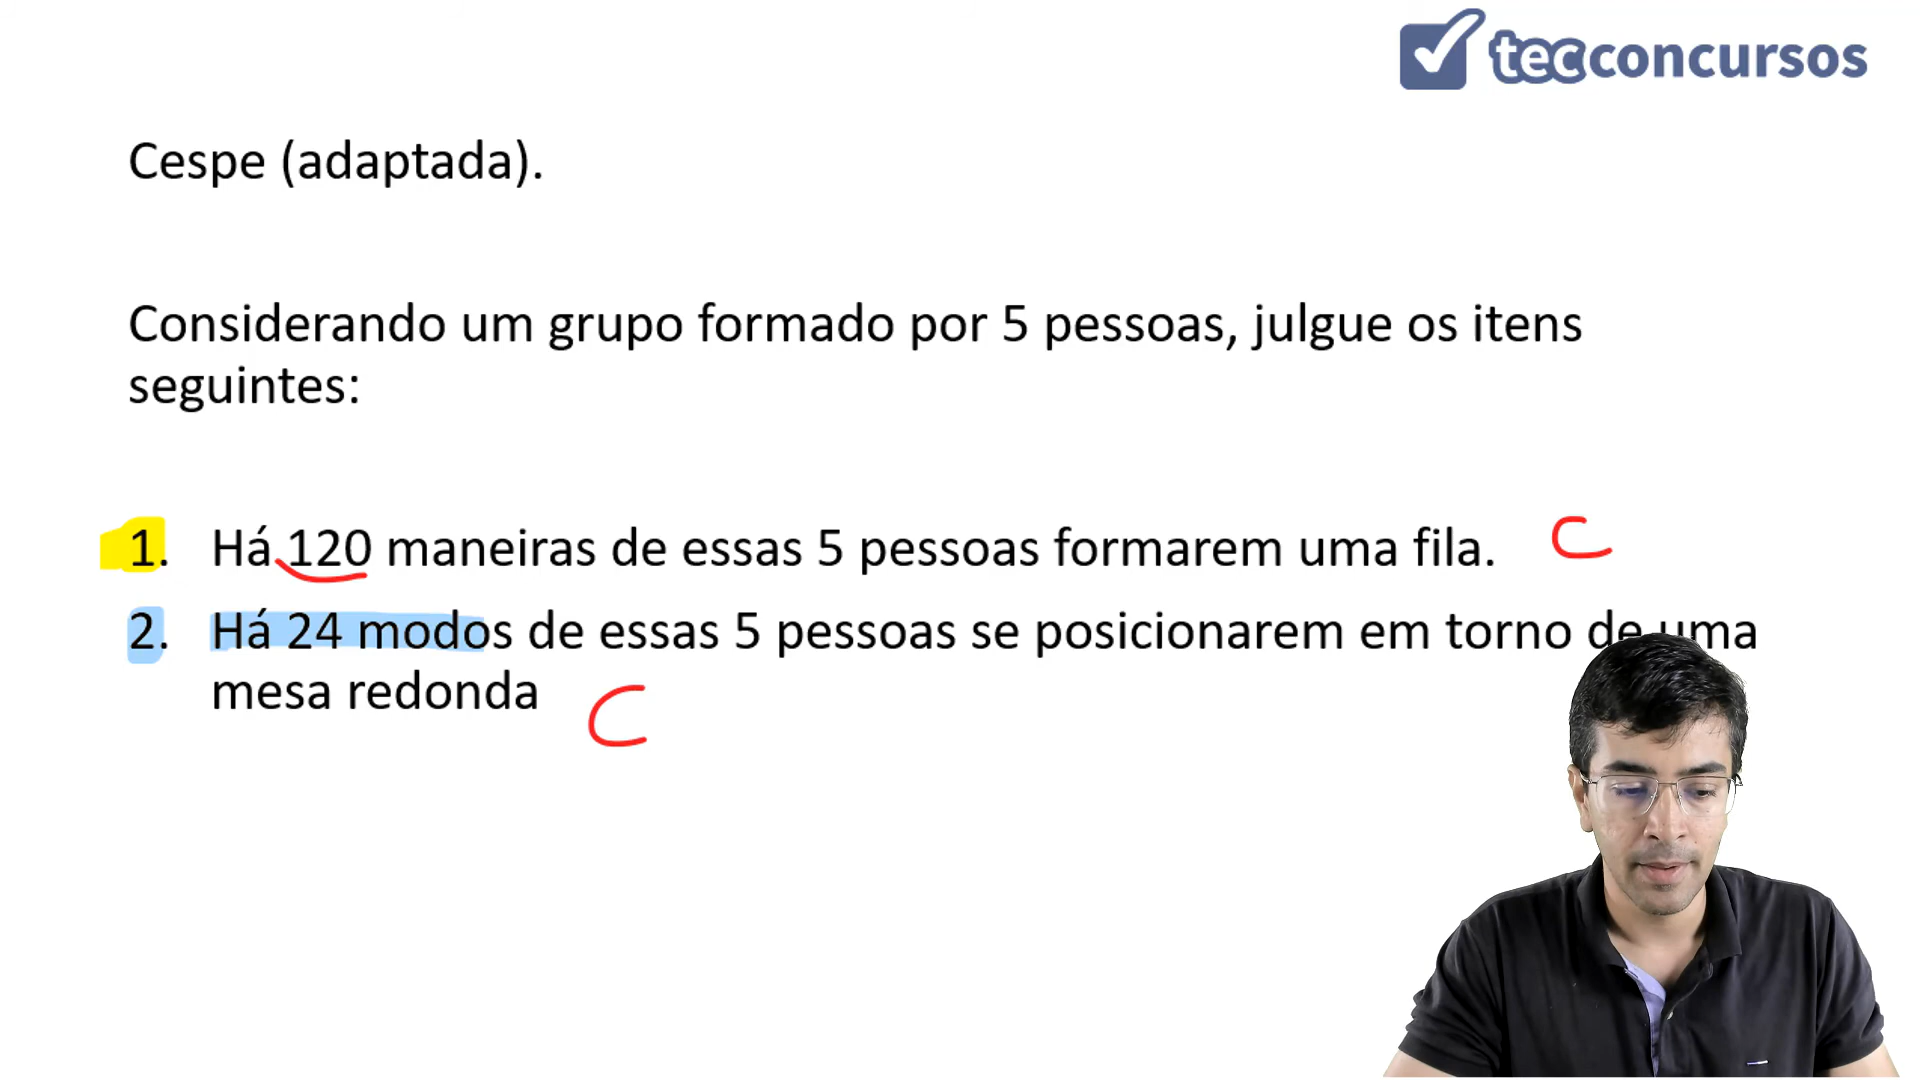 tecconcursos
Cespe (adaptada).
Considerando um grupo formado por 5 pessoas, julgue os itens
seguintes:
1. Há 120 maneiras de essas 5 pessoas formarem uma fila. C
2. Há 24 modos de essas 5 pessoas se posicionarem em torno de uma
mesa redonda C